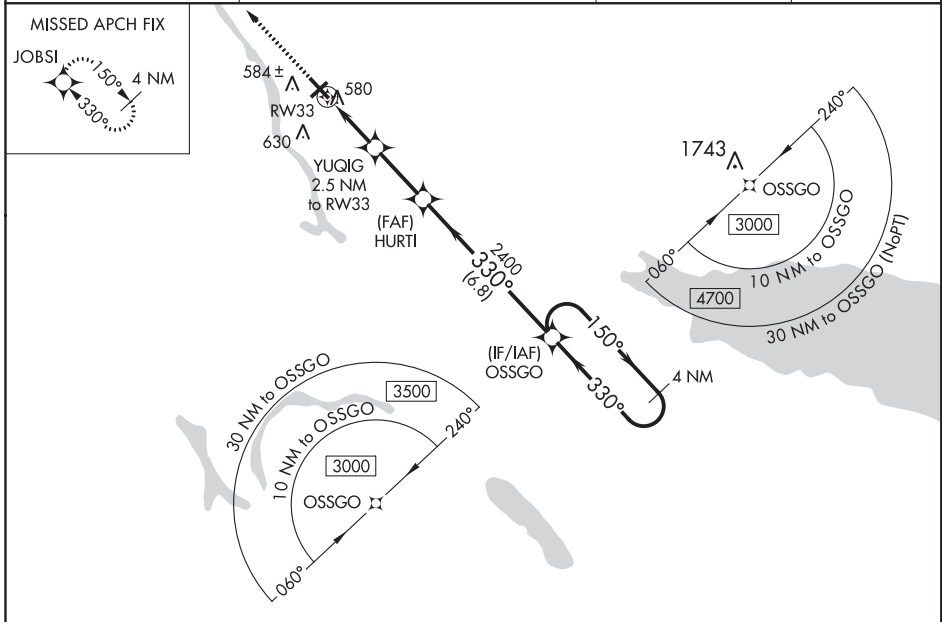 MISSED APCH FIX
JOBSI
150°
4 NM
330°
584 ±
580
RW33
630
YUQIG
2.5 NM
to RW33
(FAF)
HURTI
2400
330°
(6.8)
(IF/IAF)
OSSGO
150°
330°
4 NM
1743
240°
OSSGO
3000
060°
10 NM to OSSGO
4700
30 NM to OSSGO (NoPT)
30 NM to OSSGO
3500
10 NM to OSSGO
240°
3000
OSSGO
060°